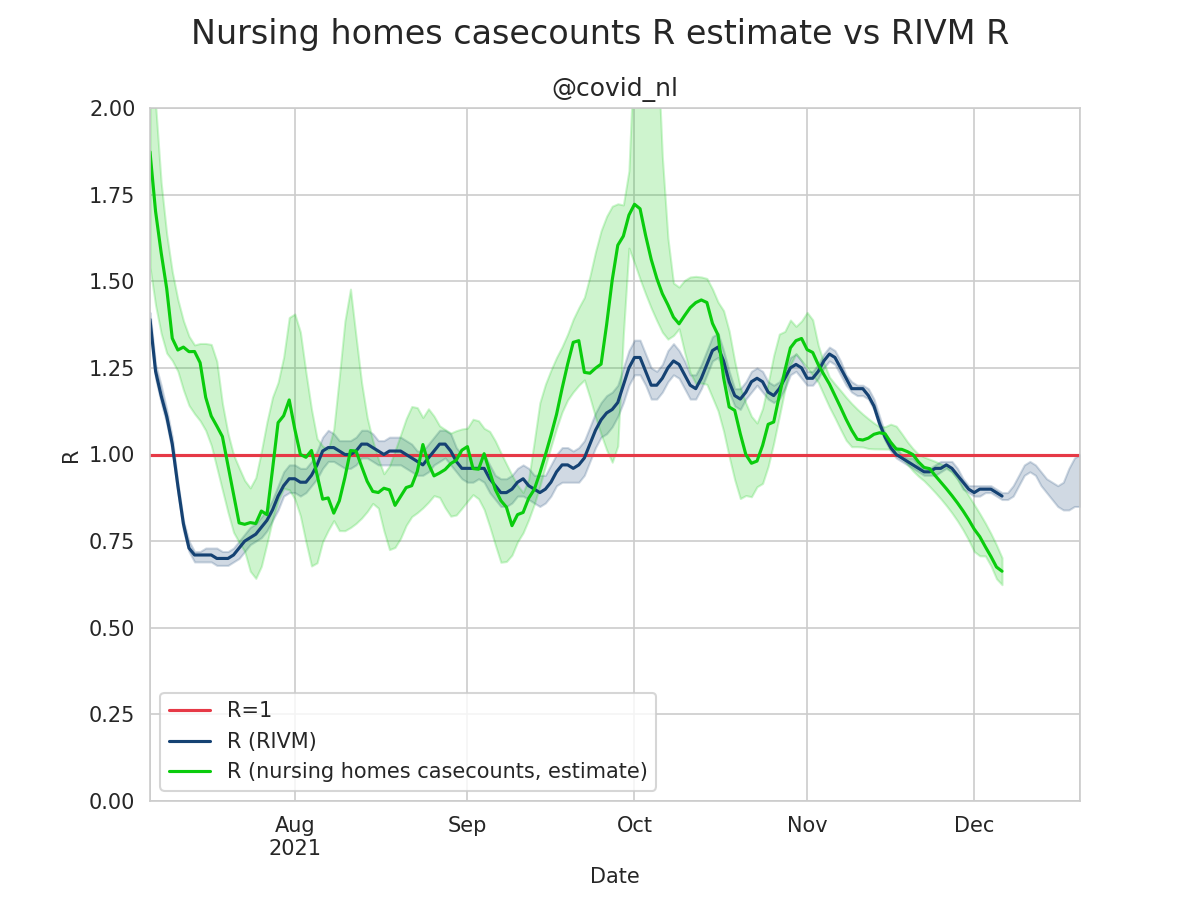 Nursing homes casecounts R estimate vs RIVM R
@covid_nl
2.00
1.75
1.50
1.25
1.00
0.75
0.50
0.25
0.00
R
R=1
R (RIVM)
R (nursing homes casecounts, estimate)
Aug Sep Oct Nov Dec
2021
Date